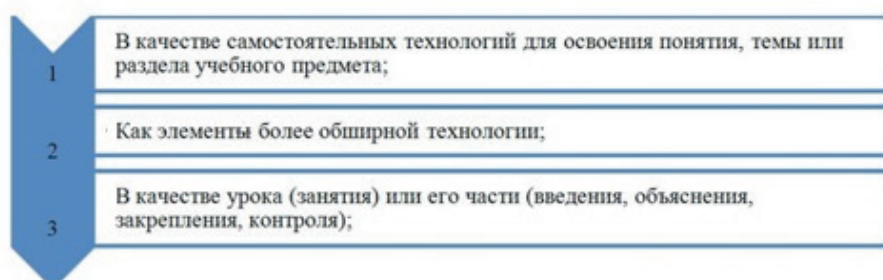 1
В качестве самостоятельных технологий для освоения понятия, темы или
раздела учебного предмета;
2
Как элементы более обширной технологии;
3
В качестве урока (занятия) или его части (введения, объяснения,
закрепления, контроля);